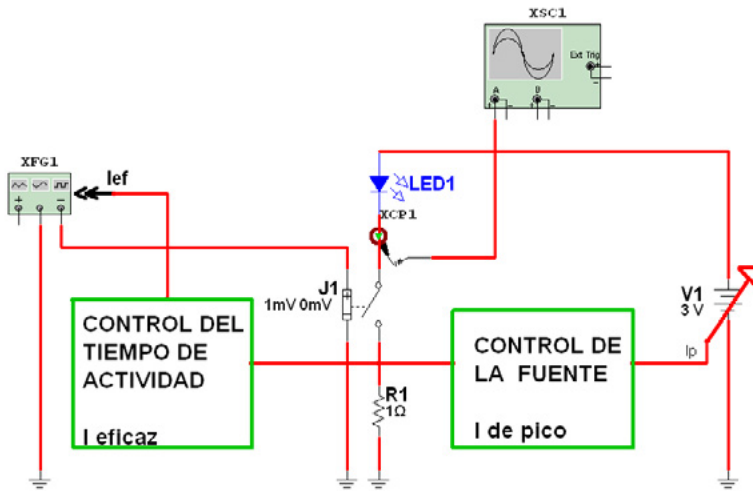 XSC1
Ext Trig
A
B
XFG1
Ief
LED1
XCP1
J1
1mV 0mV
V1
3 V
CONTROL DEL
TIEMPO DE
ACTIVIDAD
I eficaz
R1
1Ω
CONTROL DE
LA FUENTE
I de pico
Ip